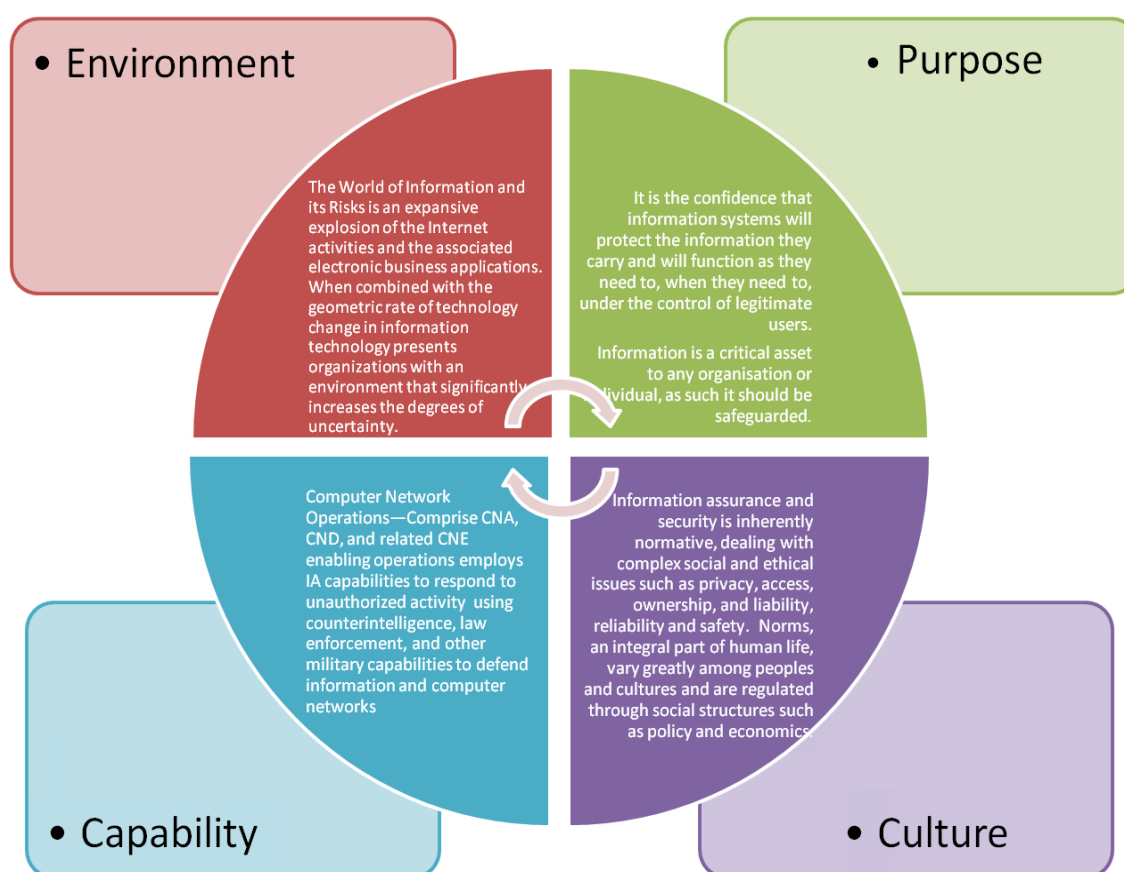 • Environment
The World of Information and
its Risks is an expansive
explosion of the Internet
activities and the associated
electronic business applications.
When combined with the
geometric rate of technology
change in information
technology presents
organizations with an
environment that significantly
increases the degrees of
uncertainty.
• Purpose
It is the confidence that
information systems will
protect the information they
carry and will function as they
need to, when they need to,
under the control of legitimate
users.
Information is a critical asset
to any organisation or
individual, as such it should be
safeguarded.
Computer Network
Operations—Comprise CNA,
CND, and related CNE
enabling operations employs
IA capabilities to respond to
unauthorized activity using
counterintelligence, law
enforcement, and other
military capabilities to defend
information and computer
networks
• Capability
Information assurance and
security is inherently
normative, dealing with
complex social and ethical
issues such as privacy, access,
ownership, and liability,
reliability and safety. Norms,
an integral part of human life,
vary greatly among peoples
and cultures and are regulated
through social structures such
as policy and economics.
• Culture